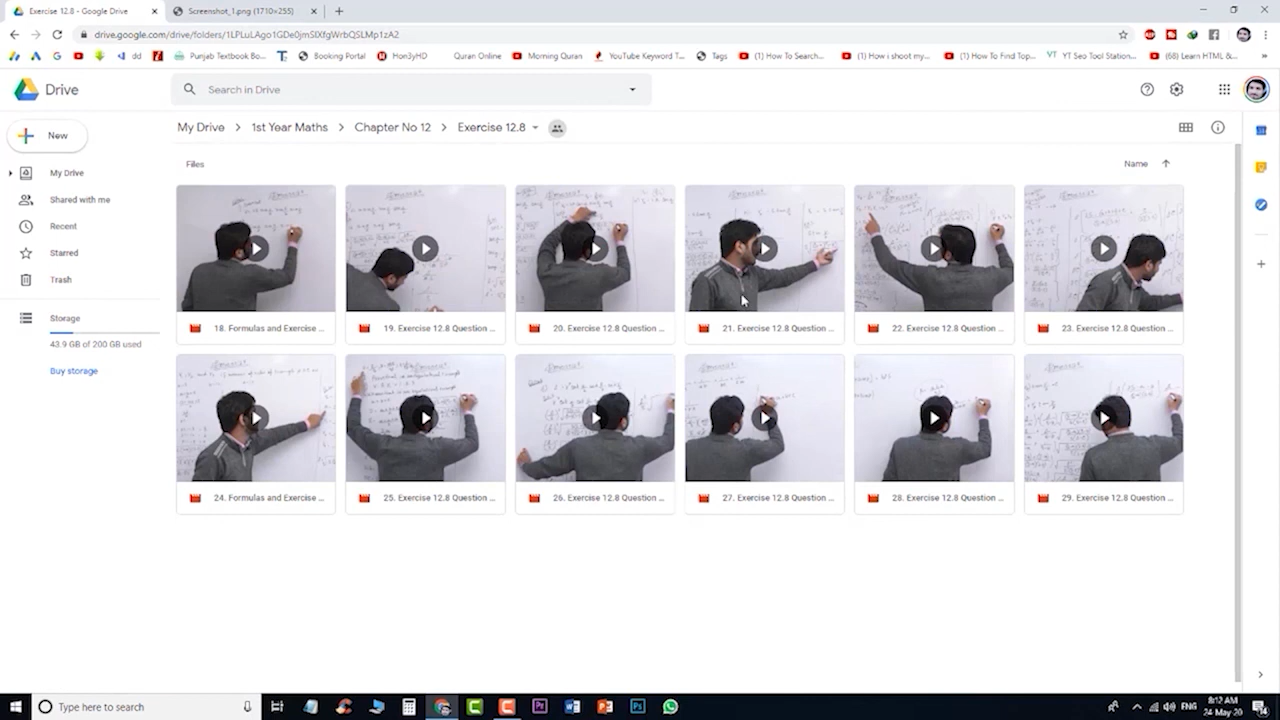 Exercise 12.8 - Google Drive
Screenshot_1.png (1710×255)
drive.google.com/drive/folders/1LPLuLAgo1GDe0jmSlXfgWrbQSLMp1zA2
dd
Punjab Textbook Bo...
Booking Portal
Hon3yHD
Quran Online
Morning Quran
YouTube Keyword T...
Tags
(1) How To Search...
(1) How i shoot my...
(1) How To Find Top...
YT Seo Tool Station...
(68) Learn HTML &...
Drive
Search in Drive
New
My Drive > 1st Year Maths > Chapter No 12 > Exercise 12.8
My Drive
Shared with me
Recent
Starred
Trash
Storage
43.9 GB of 200 GB used
Buy storage
Files
Name
18. Formulas and Exercise ...
19. Exercise 12.8 Question ...
20. Exercise 12.8 Question ...
21. Exercise 12.8 Question ...
22. Exercise 12.8 Question ...
23. Exercise 12.8 Question ...
24. Formulas and Exercise ...
25. Exercise 12.8 Question ...
26. Exercise 12.8 Question ...
27. Exercise 12.8 Question ...
28. Exercise 12.8 Question ...
29. Exercise 12.8 Question ...
Type here to search
8:12 AM
24-May-20